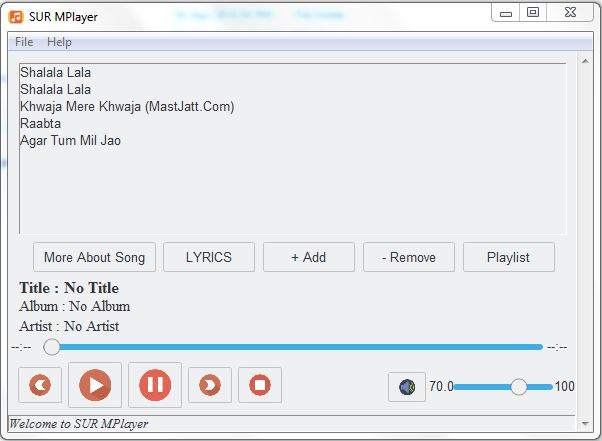 SUR MPlayer
File Help
Shalala Lala
Shalala Lala
Khwaja Mere Khwaja (MastJatt.Com)
Raabta
Agar Tum Mil Jao
More About Song LYRICS + Add - Remove Playlist
Title : No Title
Album : No Album
Artist : No Artist
--:-- --:--
70.0 100
Welcome to SUR MPlayer